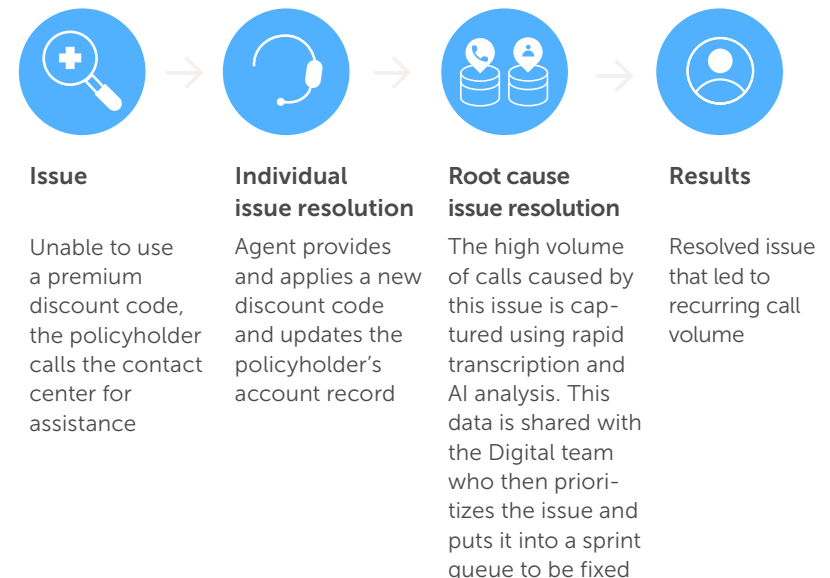 Issue
Unable to use
a premium
discount code,
the policyholder
calls the contact
center for
assistance
Individual
issue resolution
Agent provides
and applies a new
discount code
and updates the
policyholder’s
account record
Root cause
issue resolution
The high volume
of calls caused by
this issue is cap-
tured using rapid
transcription and
AI analysis. This
data is shared with
the Digital team
who then priori-
tizes the issue and
puts it into a sprint
queue to be fixed
Results
Resolved issue
that led to
recurring call
volume